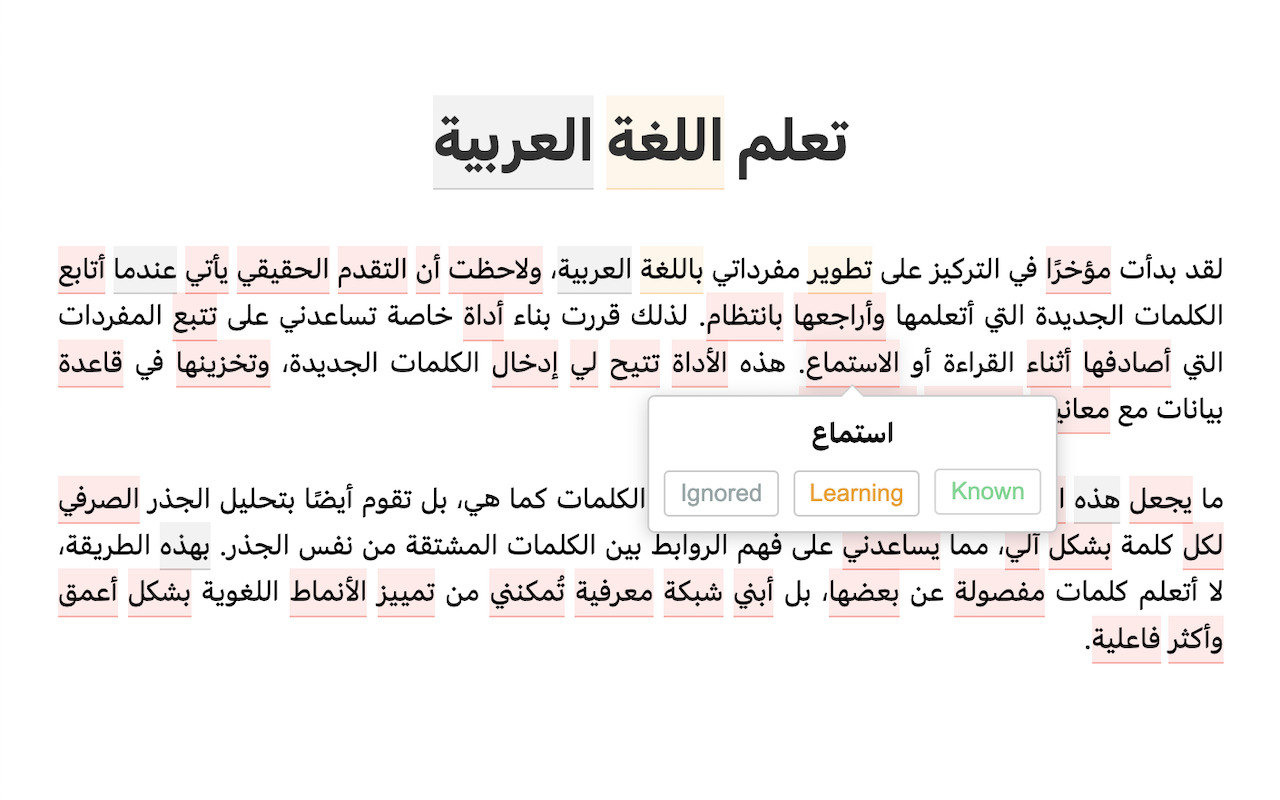 تعلم اللغة العربية
لقد بدأت مؤخرًا في التركيز على تطوير مفرداتي باللغة العربية، ولاحظت أن التقدم الحقيقي يأتي عندما أتابع
الكلمات الجديدة التي أتعلمها وأراجعها بانتظام. لذلك قررت بناء أداة خاصة تساعدني على تتبع المفردات
التي أصادفها أثناء القراءة أو الاستماع. هذه الأداة تتيح لي إدخال الكلمات الجديدة، وتخزينها في قاعدة
بيانات مع
استماع
Known Learning Ignored
ما يجعل هذه الكلمات كما هي، بل تقوم أيضًا بتحليل الجذر الصرفي
لكل كلمة بشكل آلي، مما يساعدني على فهم الروابط بين الكلمات المشتقة من نفس الجذر. بهذه الطريقة،
لا أتعلم كلمات مفصولة عن بعضها، بل أبني شبكة معرفية تُمكنني من تمييز الأنماط اللغوية بشكل أعمق
وأكثر فاعلية.